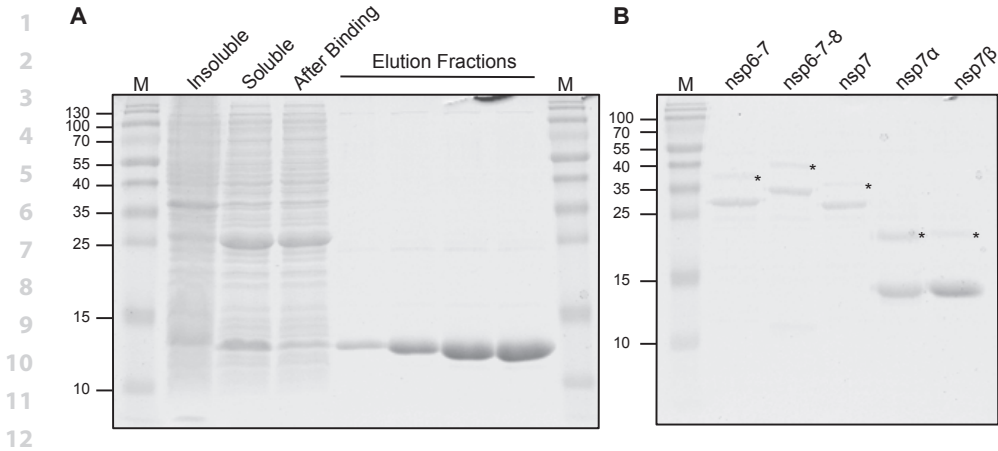 1
2
3
4
5
6
7
8
9
10
11
12
A
M
Insoluble
Soluble
After Binding
Elution Fractions
M
130
100
70
55
40
35
25
15
10
B
M
nsp6-7
nsp6-7-8
nsp7
nsp7α
nsp7β
100
70
55
40
35
25
15
10
*
*
*
*
*